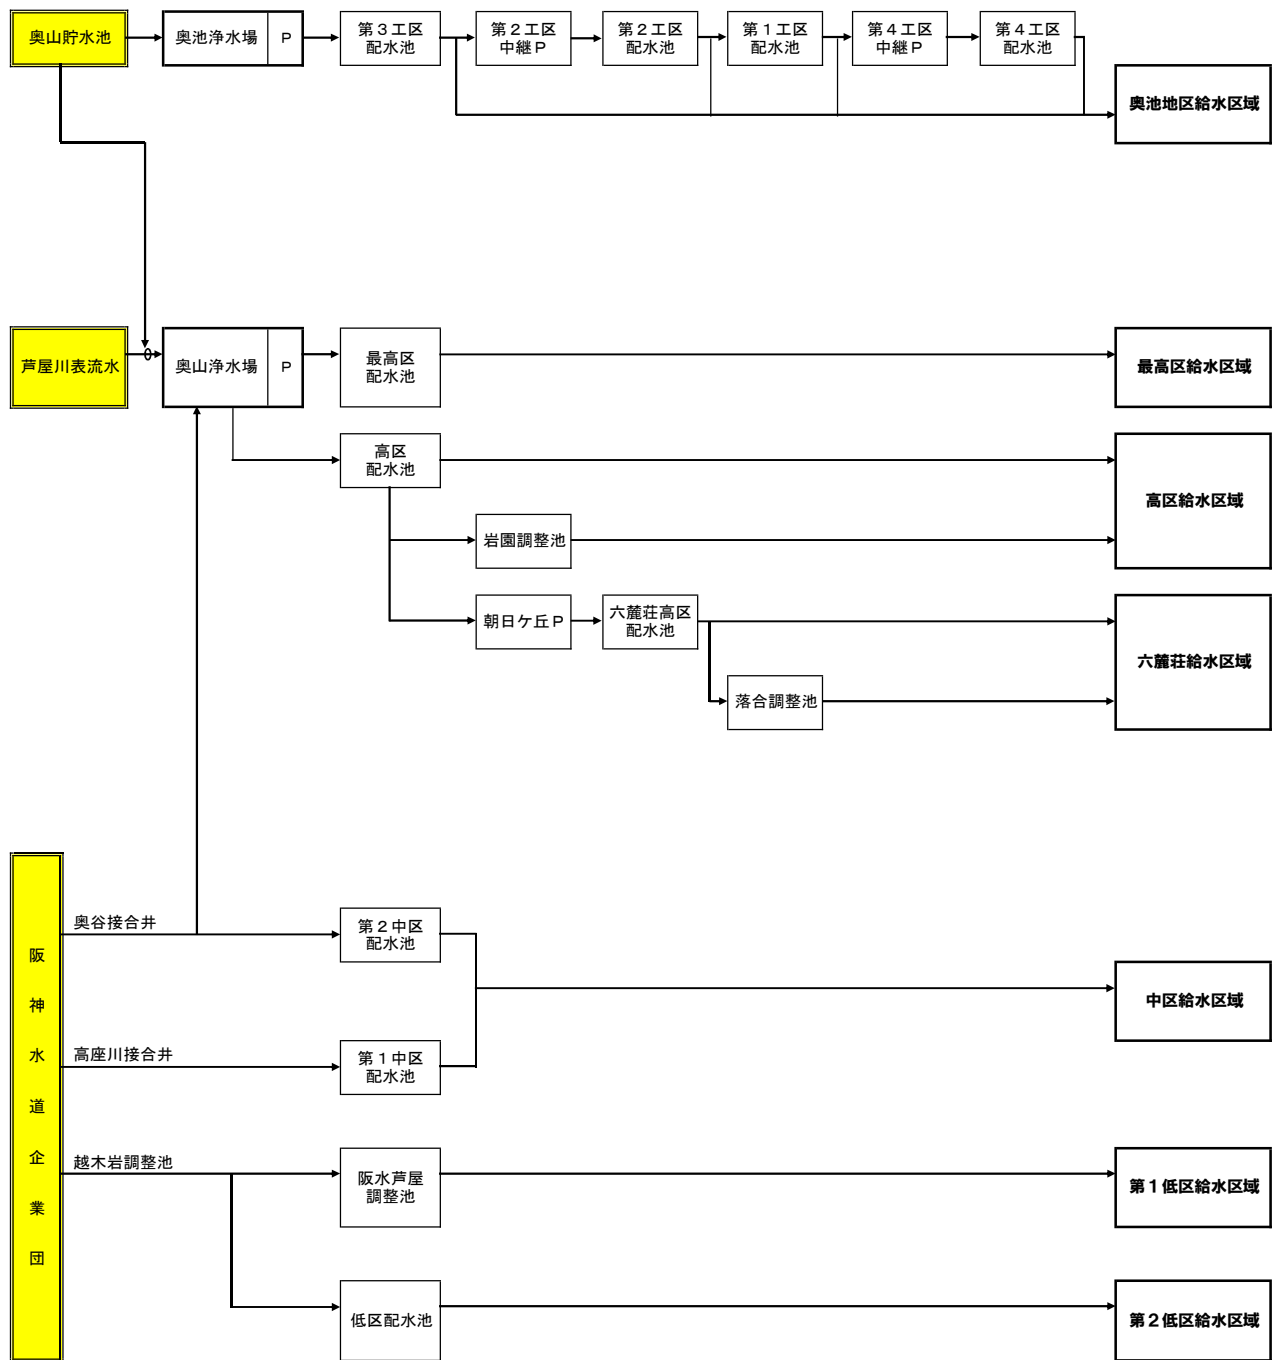 奥山貯水池
奥池浄水場
P
第３工区
配水池
第２工区
中継Ｐ
第２工区
配水池
第１工区
配水池
第４工区
中継Ｐ
第４工区
配水池
奥池地区給水区域
芦屋川表流水
奥山浄水場
P
最高区
配水池
最高区給水区域
高区
配水池
高区給水区域
岩園調整池
朝日ケ丘Ｐ
六麓荘高区
配水池
六麓荘給水区域
落合調整池
阪神水道企業団
奥谷接合井
第２中区
配水池
中区給水区域
高座川接合井
第１中区
配水池
越木岩調整池
阪水芦屋
調整池
第１低区給水区域
低区配水池
第２低区給水区域